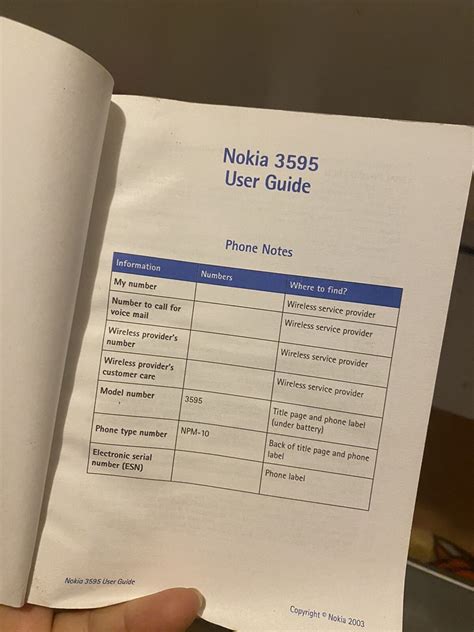 Nokia 3595
User Guide
Phone Notes
Information Numbers Where to find?
My number Wireless service provider
Number to call for
voice mail Wireless service provider
Wireless provider's
number Wireless service provider
Wireless provider's
customer care Wireless service provider
Model number 3595 Title page and phone label
(under battery)
Phone type number NPM-10 Back of title page and phone
label
Electronic serial
number (ESN) Phone label
Nokia 3595 User Guide
Copyright © Nokia 2003